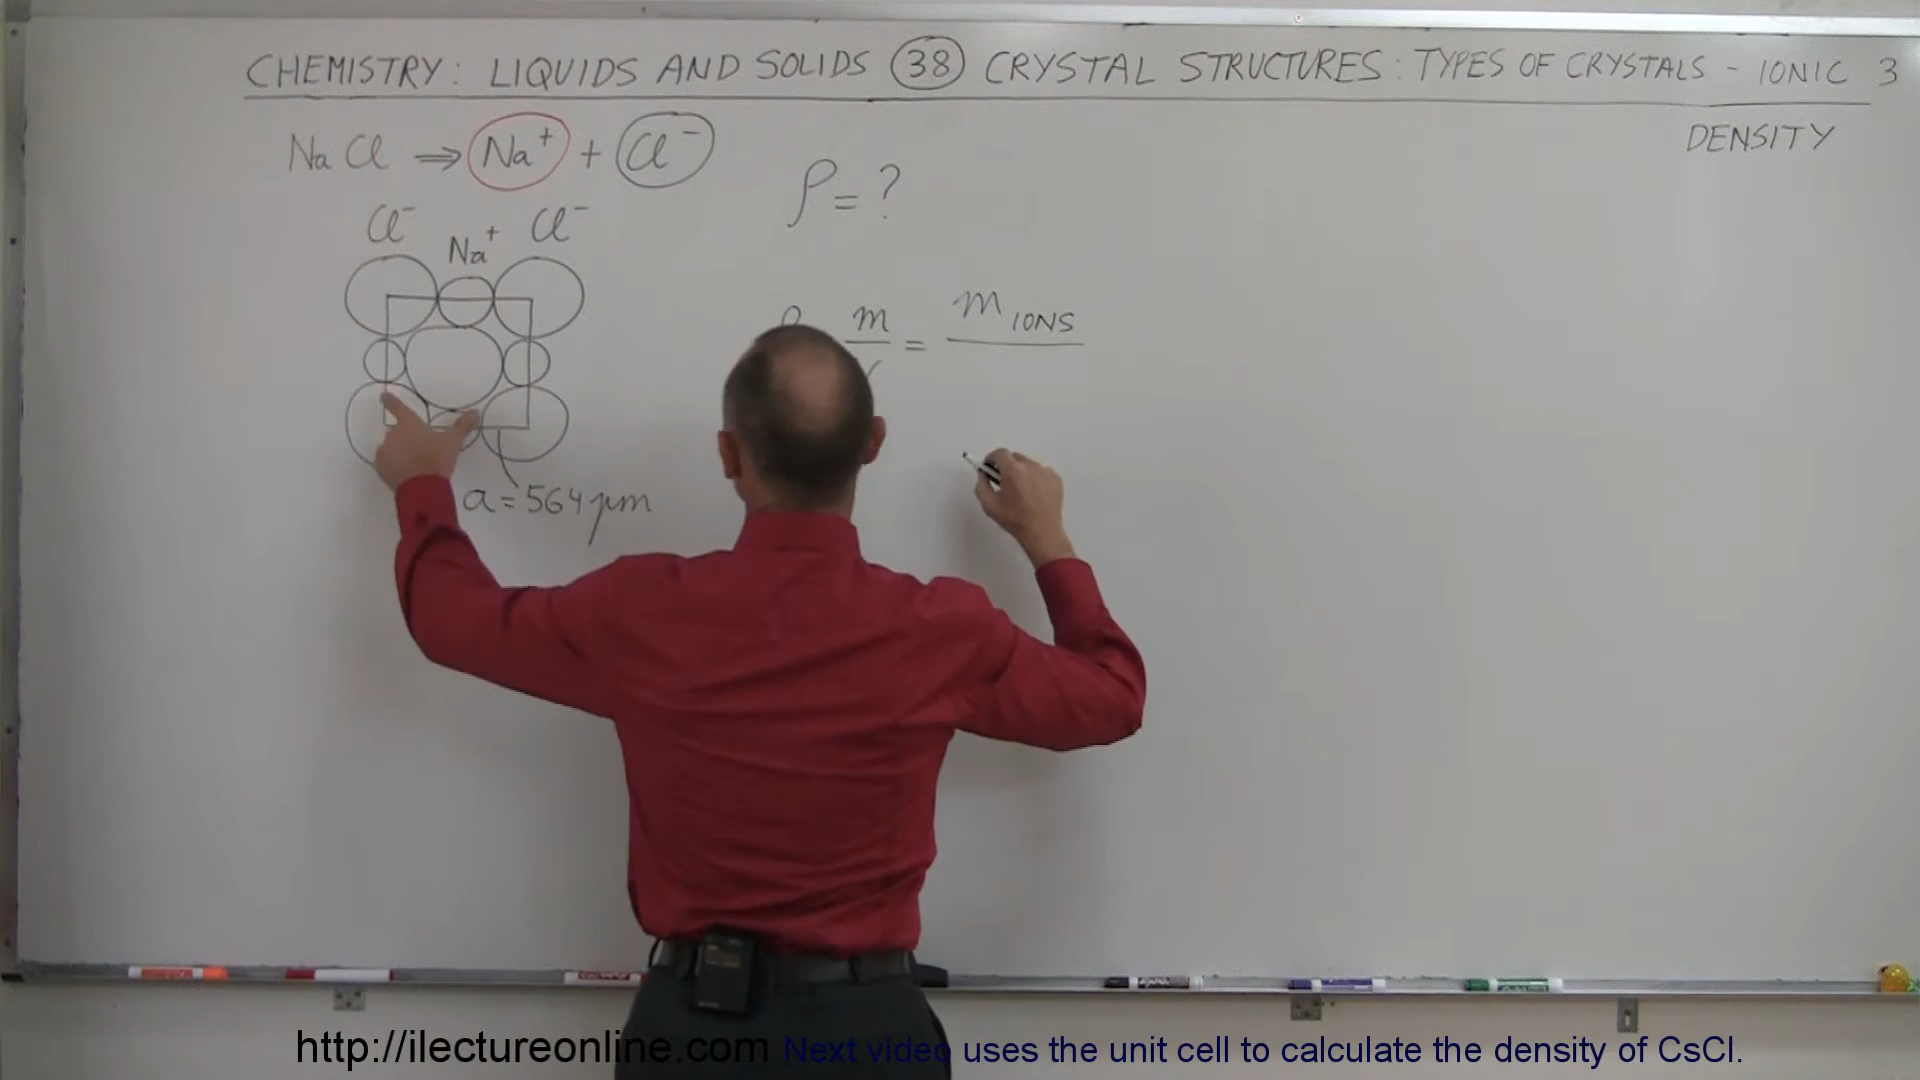 CHEMISTRY: LIQUIDS AND SOLIDS 38 CRYSTAL STRUCTURES: TYPES OF CRYSTALS - IONIC 3
DENSITY
NaCl ⇒ Na⁺ + Cl⁻
ρ = ?
Cl⁻ Na⁺ Cl⁻
m = m IONS
a = 564 pm
http://ilectureonline.com Next video uses the unit cell to calculate the density of CsCl.